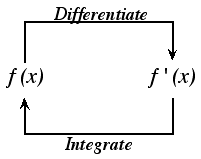 Differentiate
f(x) f'(x)
Integrate